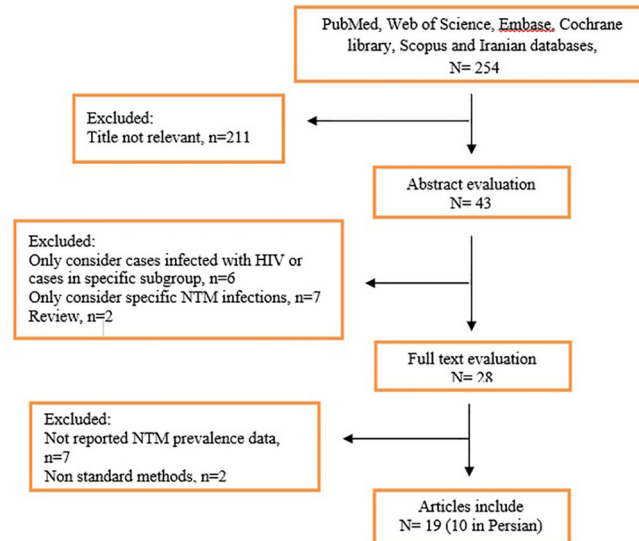 PubMed, Web of Science, Embase, Cochrane
library, Scopus and Iranian databases,
N= 254
Excluded:
Title not relevant, n=211
Abstract evaluation
N= 43
Excluded:
Only consider cases infected with HIV or
cases in specific subgroup, n=6
Only consider specific NTM infections, n=7
Review, n=2
Full text evaluation
N= 28
Excluded:
Not reported NTM prevalence data,
n=7
Non standard methods, n=2
Articles include
N= 19 (10 in Persian)